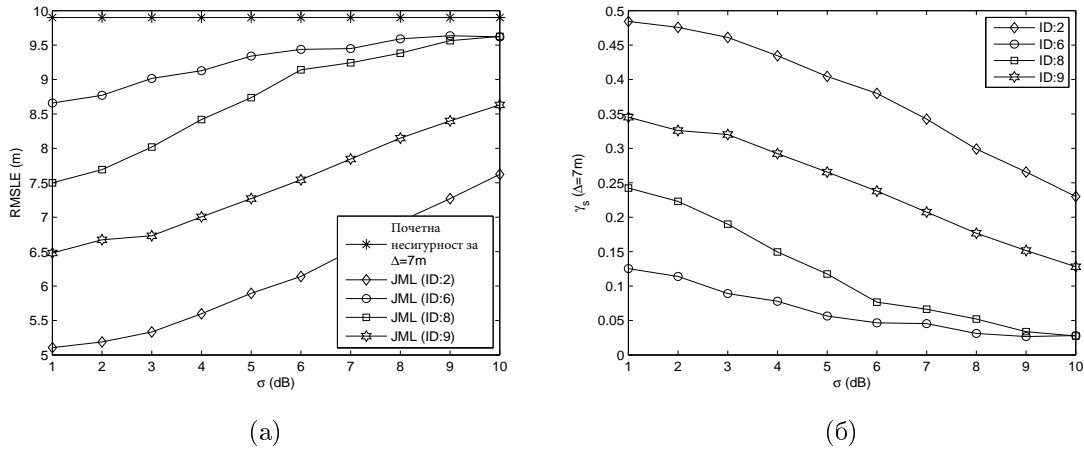 10
9.5
9
8.5
8
7.5
7
6.5
6
5.5
5
1 2 3 4 5 6 7 8 9 10
RMSLE (m)
σ (dB)
Почетна
несигурност за
Δ=7m
JML (ID:2)
JML (ID:6)
JML (ID:8)
JML (ID:9)
(а)
0.5
0.45
0.4
0.35
0.3
0.25
0.2
0.15
0.1
0.05
0
1 2 3 4 5 6 7 8 9 10
γs (Δ=7m)
σ (dB)
ID:2
ID:6
ID:8
ID:9
(б)